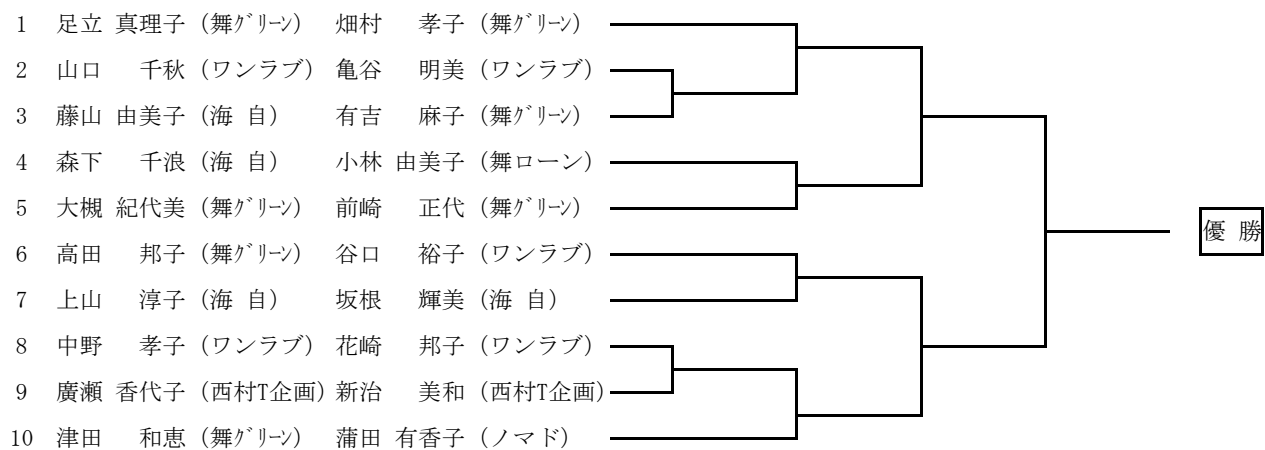 1 足立 真理子 (舞グリーン) 畑村 孝子 (舞グリーン)
2 山口 千秋 (ワンラブ) 亀谷 明美 (ワンラブ)
3 藤山 由美子 (海 自) 有吉 麻子 (舞グリーン)
4 森下 千浪 (海 自) 小林 由美子 (舞ローン)
5 大槻 紀代美 (舞グリーン) 前崎 正代 (舞グリーン)
優 勝
6 高田 邦子 (舞グリーン) 谷口 裕子 (ワンラブ)
7 上山 淳子 (海 自) 坂根 輝美 (海 自)
8 中野 孝子 (ワンラブ) 花崎 邦子 (ワンラブ)
9 廣瀬 香代子 (西村T企画) 新治 美和 (西村T企画)
10 津田 和恵 (舞グリーン) 蒲田 有香子 (ノマド)